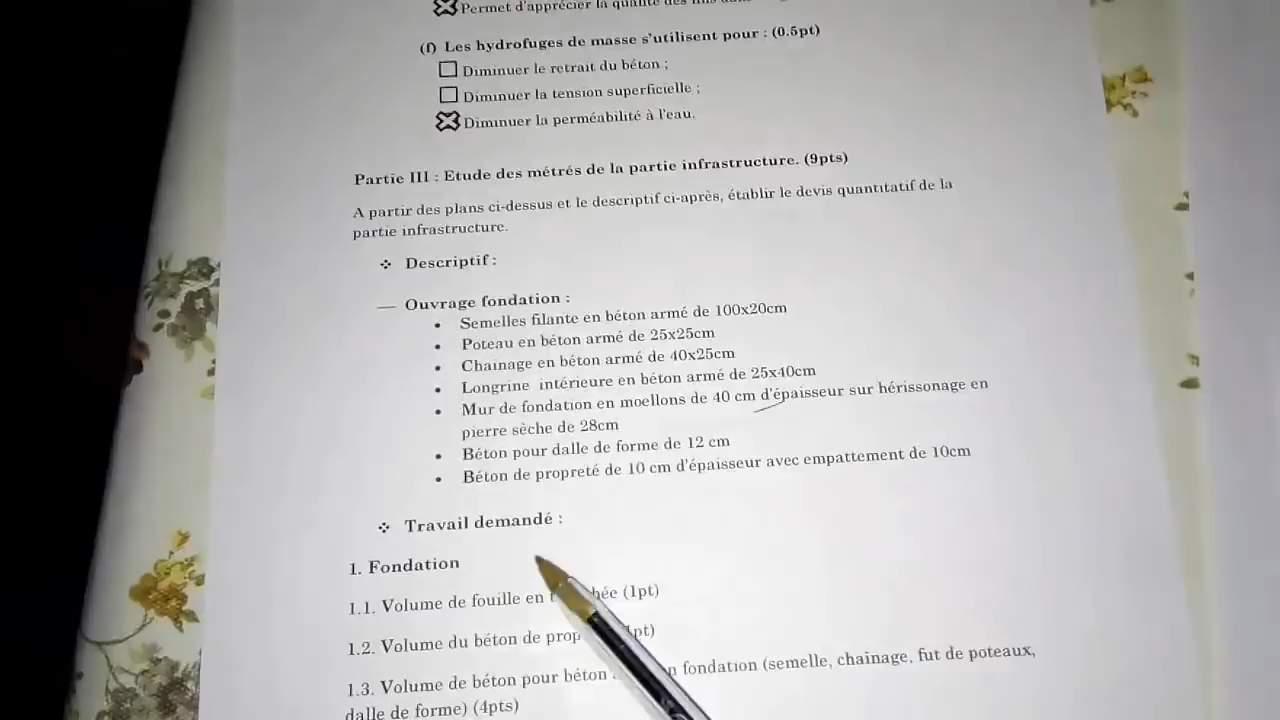 Permet d'apprécier la qualité des
(f) Les hydrofuges de masse s'utilisent pour : (0.5pt)
Diminuer le retrait du béton ;
Diminuer la tension superficielle ;
Diminuer la perméabilité à l'eau.
Partie III : Etude des métrés de la partie infrastructure. (9pts)
A partir des plans ci-dessus et le descriptif ci-après, établir le devis quantitatif de la
partie infrastructure.
❖ Descriptif :
— Ouvrage fondation :
• Semelles filante en béton armé de 100x20cm
• Poteau en béton armé de 25x25cm
• Chainage en béton armé de 40x25cm
• Longrine intérieure en béton armé de 25x40cm
• Mur de fondation en moellons de 40 cm d'épaisseur sur hérissonage en
pierre sèche de 28cm
• Béton pour dalle de forme de 12 cm
• Béton de propreté de 10 cm d'épaisseur avec empattement de 10cm
❖ Travail demandé :
1. Fondation
1.1. Volume de fouille en (1pt)
1.2. Volume du béton de
1.3. Volume de béton pour béton fondation (semelle, chainage, fut de poteaux,
dalle de forme) (4pts)